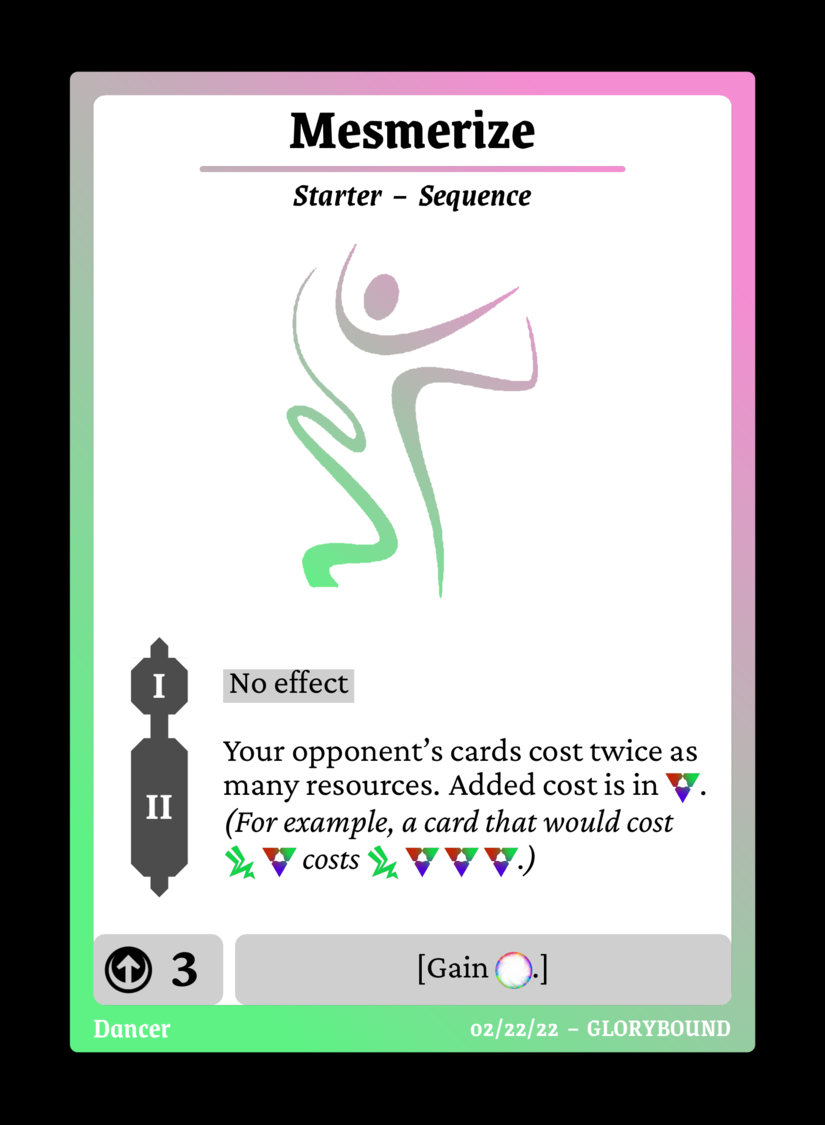 Mesmerize
Starter – Sequence
I
No effect
II
Your opponent’s cards cost twice as
many resources. Added cost is in .
(For example, a card that would cost
costs .)
3
[Gain .]
Dancer
02/22/22 – GLORYBOUND